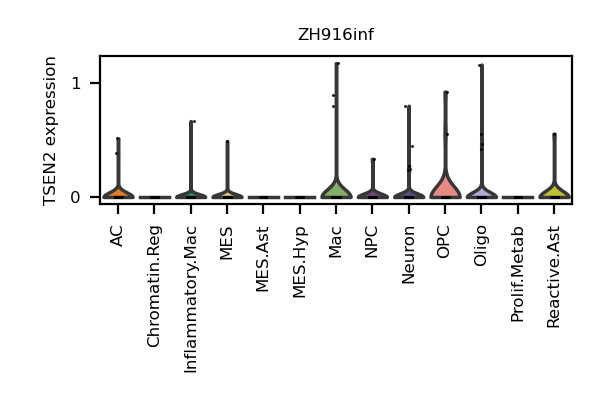 ZH916inf
TSEN2 expression
1
0
AC
Chromatin.Reg
Inflammatory.Mac
MES
MES.Ast
MES.Hyp
Mac
NPC
Neuron
OPC
Oligo
Prolif.Metab
Reactive.Ast